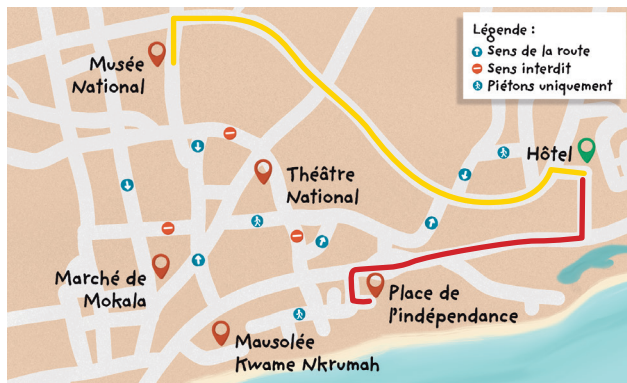 Légende :
Sens de la route
Sens interdit
Piétons uniquement
Musée
National
Hôtel
Théâtre
National
Marché de
Mokala
Place de
l'indépendance
Mausolée
Kwame Nkrumah